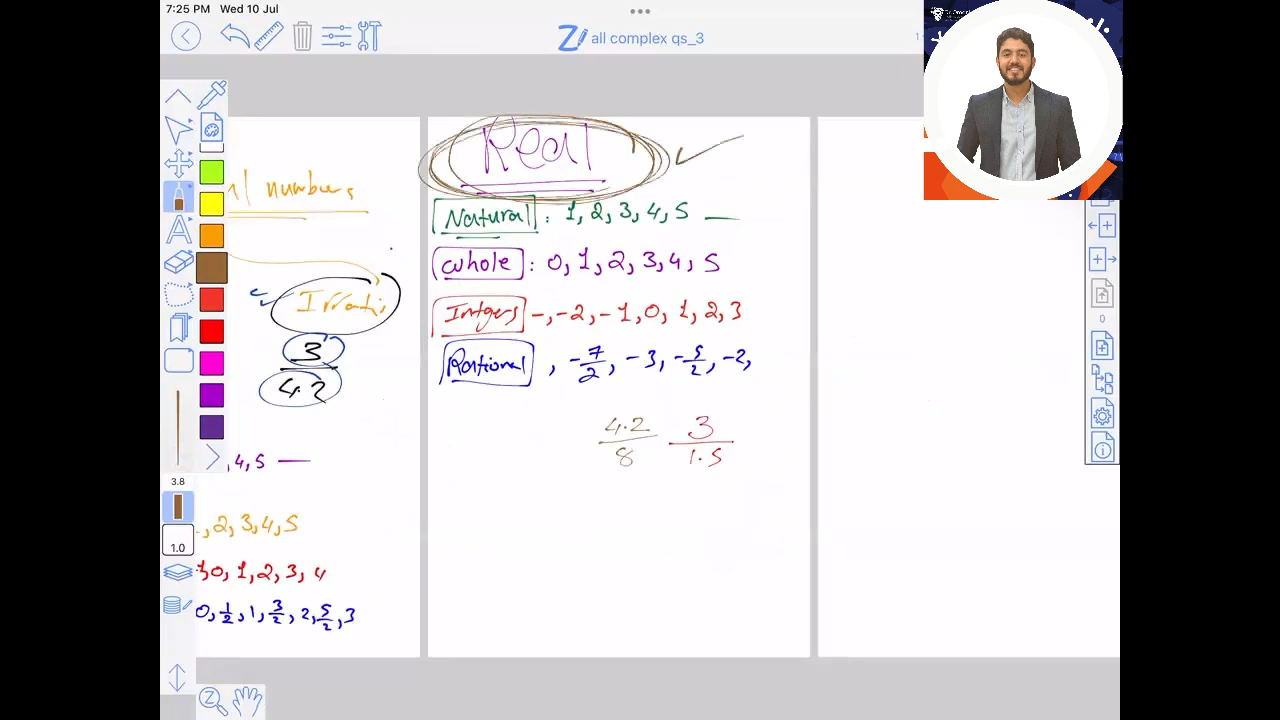 7:25 PM Wed 10 Jul
all complex qs_3
l numbers
Irrati
3
4.2
, 4, 5 —
, 2, 3, 4, 5
1, 0, 1, 2, 3, 4
0, 1/2, 1, 3/2, 2, 5/2, 3
Real
Natural : 1, 2, 3, 4, 5 —
whole : 0, 1, 2, 3, 4, 5
Intgers –, -2, -1, 0, 1, 2, 3
Rational , -7/2, -3, -5/2, -2,
4.2/8 3/1.5
3.8
1.0
0